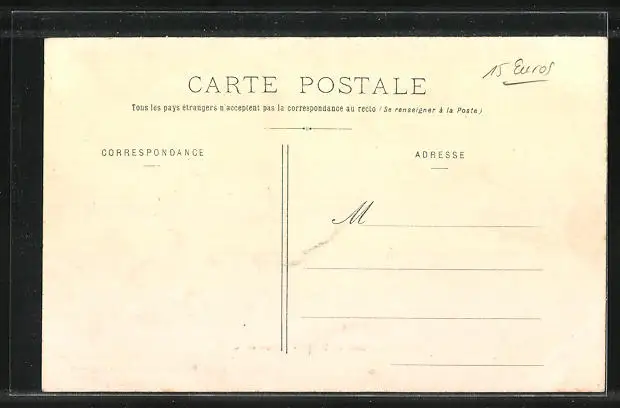 15 Euros
CARTE POSTALE
Tous les pays étrangers n'acceptent pas la correspondance au recto (Se renseigner à la Poste)
CORRESPONDANCE
ADRESSE
M